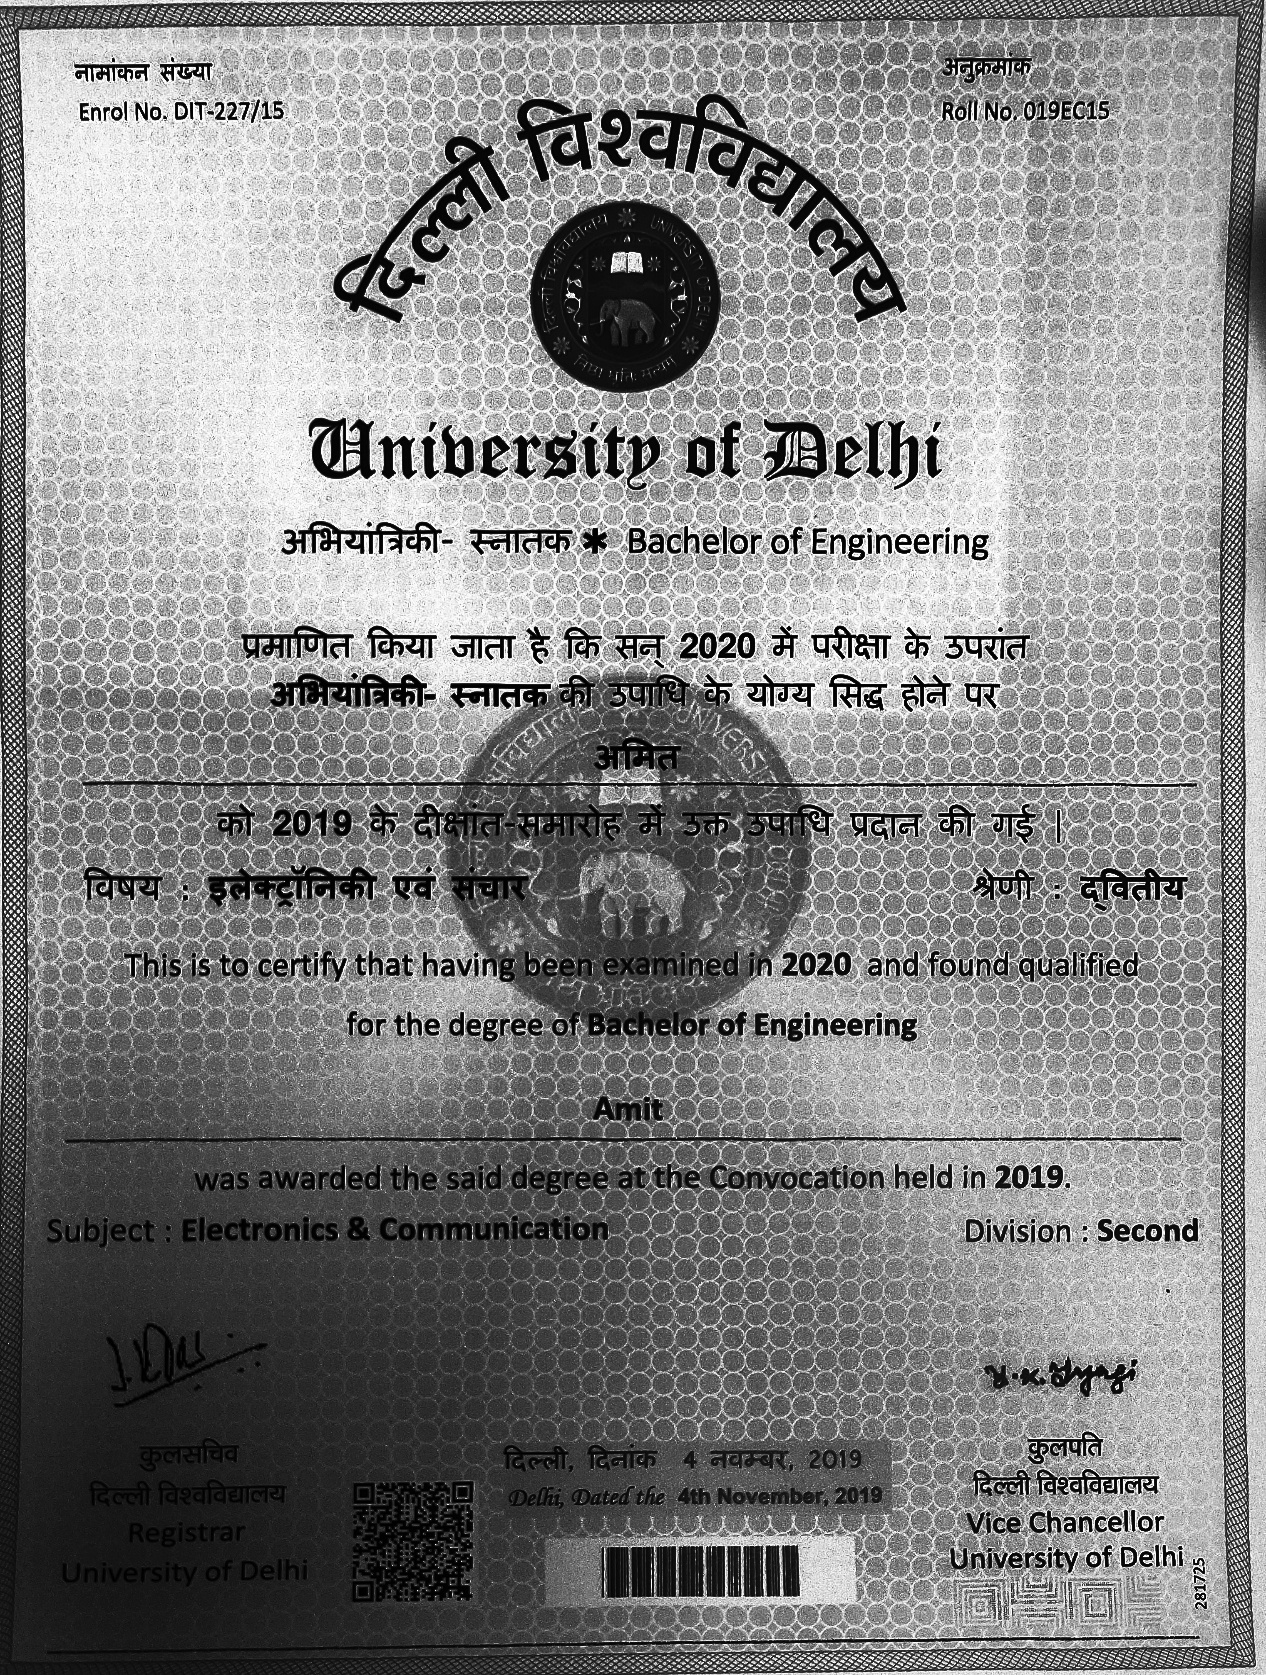 नामांकन संख्या
अनुक्रमांक
Enrol No. DIT-227/15
Roll No. 019EC15
दिल्ली विश्वविद्यालय
University of Delhi
अभियांत्रिकी- स्नातक * Bachelor of Engineering
प्रमाणित किया जाता है कि सन् 2020 में परीक्षा के उपरांत
अभियांत्रिकी- स्नातक की उपाधि के योग्य सिद्ध होने पर
अमित
को 2019 के दीक्षांत-समारोह में उक्त उपाधि प्रदान की गई |
विषय : इलेक्ट्रॉनिकी एवं संचार
श्रेणी : द्वितीय
This is to certify that having been examined in 2020 and found qualified
for the degree of Bachelor of Engineering
Amit
was awarded the said degree at the Convocation held in 2019.
Subject : Electronics & Communication
Division : Second
कुलसचिव
दिल्ली विश्वविद्यालय
Registrar
University of Delhi
दिल्ली, दिनांक 4 नवम्बर, 2019
Delhi, Dated the 4th November, 2019
कुलपति
दिल्ली विश्वविद्यालय
Vice Chancellor
University of Delhi
281725